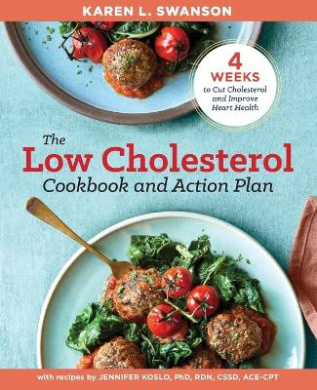 KAREN L. SWANSON
4
WEEKS
to Cut Cholesterol
and Improve
Heart Health
The
Low Cholesterol
Cookbook and Action Plan
with recipes by JENNIFER KOSLO, PhD, RDN, CSSD, ACE-CPT